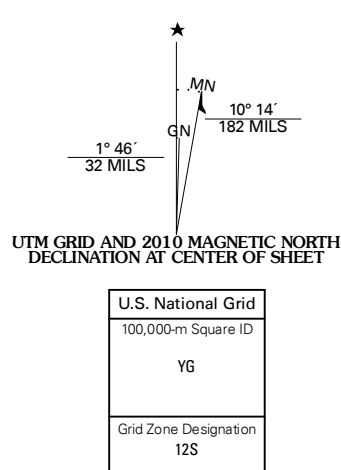 ★
MN
10° 14´
182 MILS
GN
1° 46´
32 MILS
UTM GRID AND 2010 MAGNETIC NORTH
DECLINATION AT CENTER OF SHEET
U.S. National Grid
100,000-m Square ID
YG
Grid Zone Designation
12S